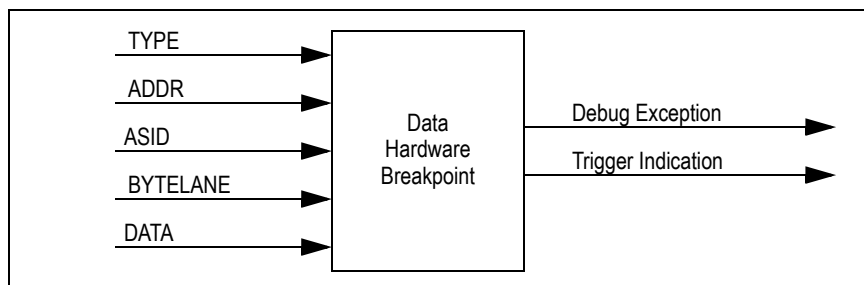 TYPE
ADDR
ASID
BYTELANE
DATA
Data
Hardware
Breakpoint
Debug Exception
Trigger Indication